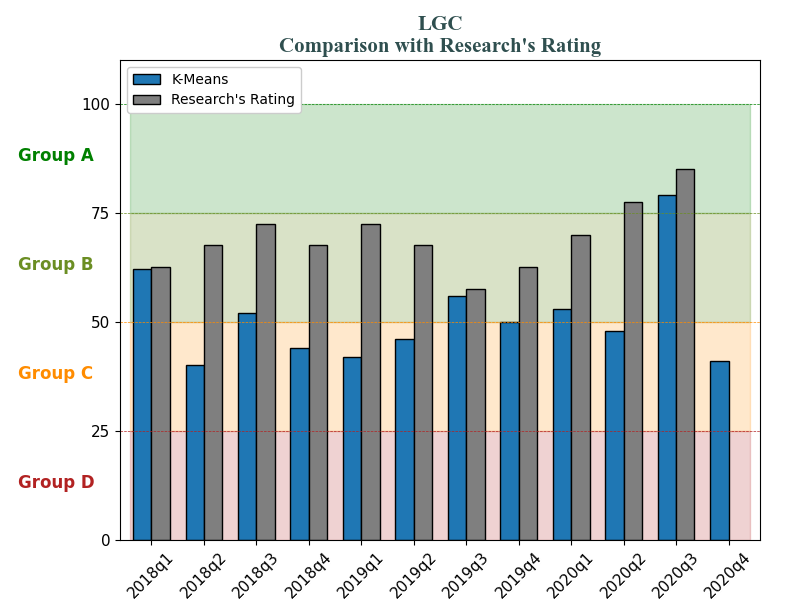 LGC
Comparison with Research's Rating
K-Means
Research's Rating
100
Group A
75
Group B
50
Group C
25
Group D
0
2018q1 2018q2 2018q3 2018q4 2019q1 2019q2 2019q3 2019q4 2020q1 2020q2 2020q3 2020q4